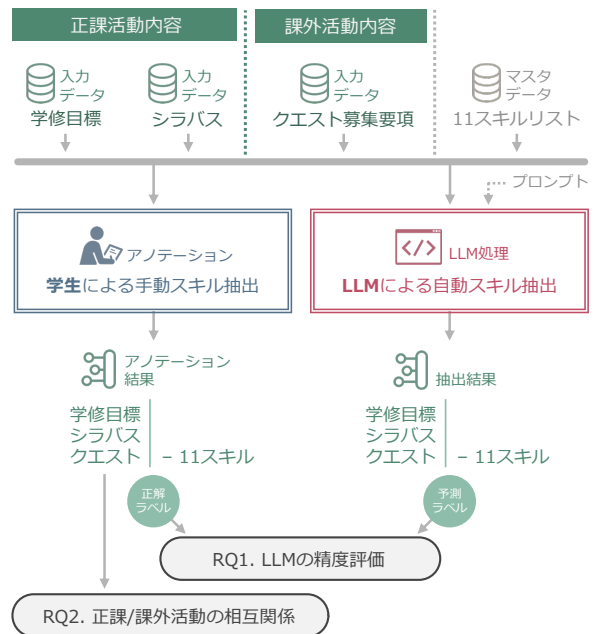 正課活動内容
課外活動内容
入力
データ
学修目標
入力
データ
シラバス
入力
データ
クエスト募集要項
マスタ
データ
11スキルリスト
プロンプト
アノテーション
学生による手動スキル抽出
</>
LLM処理
LLMによる自動スキル抽出
アノテーション
結果
学修目標
シラバス
クエスト
– 11スキル
正解
ラベル
抽出結果
学修目標
シラバス
クエスト
– 11スキル
予測
ラベル
RQ1. LLMの精度評価
RQ2. 正課/課外活動の相互関係